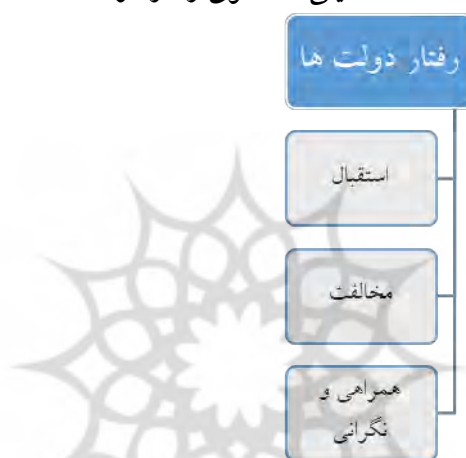 رفتار دولت ها
استقبال
مخالفت
همراهی و
نگرانی